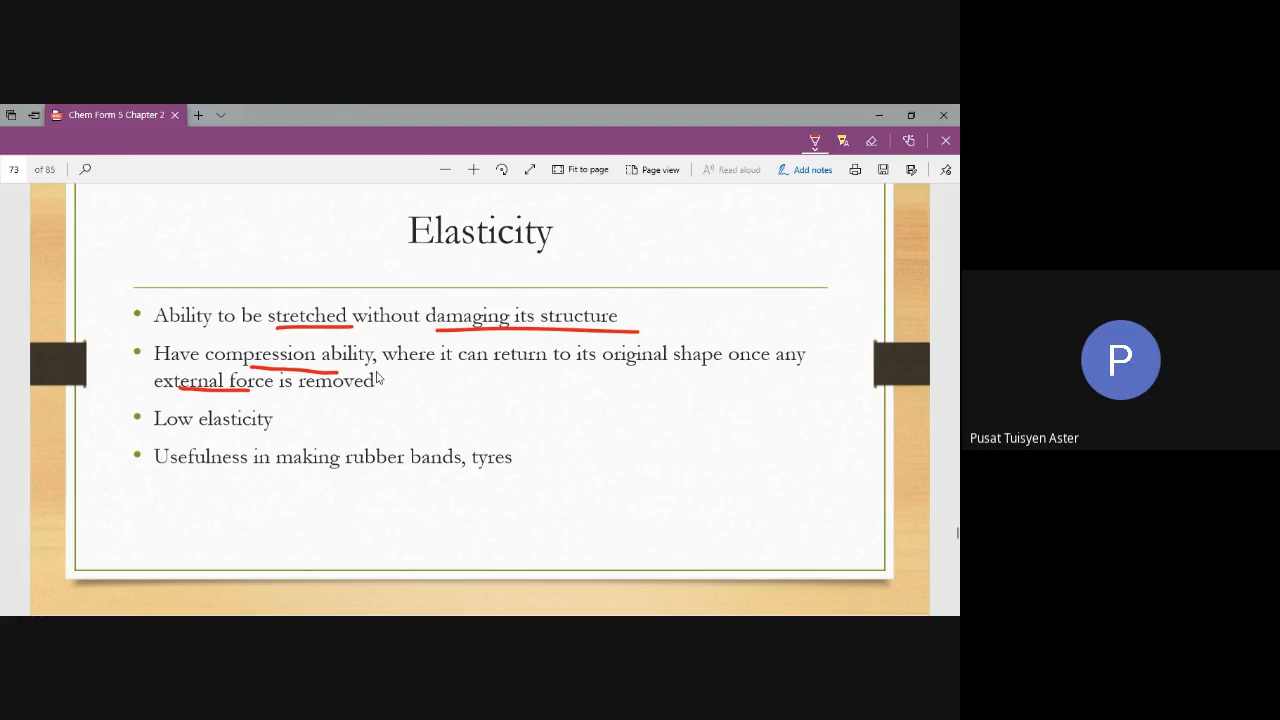 Chem Form 5 Chapter 2
73 of 85
Fit to page
Page view
Read aloud
Add notes
Elasticity
• Ability to be stretched without damaging its structure
• Have compression ability, where it can return to its original shape once any
external force is removed
• Low elasticity
• Usefulness in making rubber bands, tyres
P
Pusat Tuisyen Aster